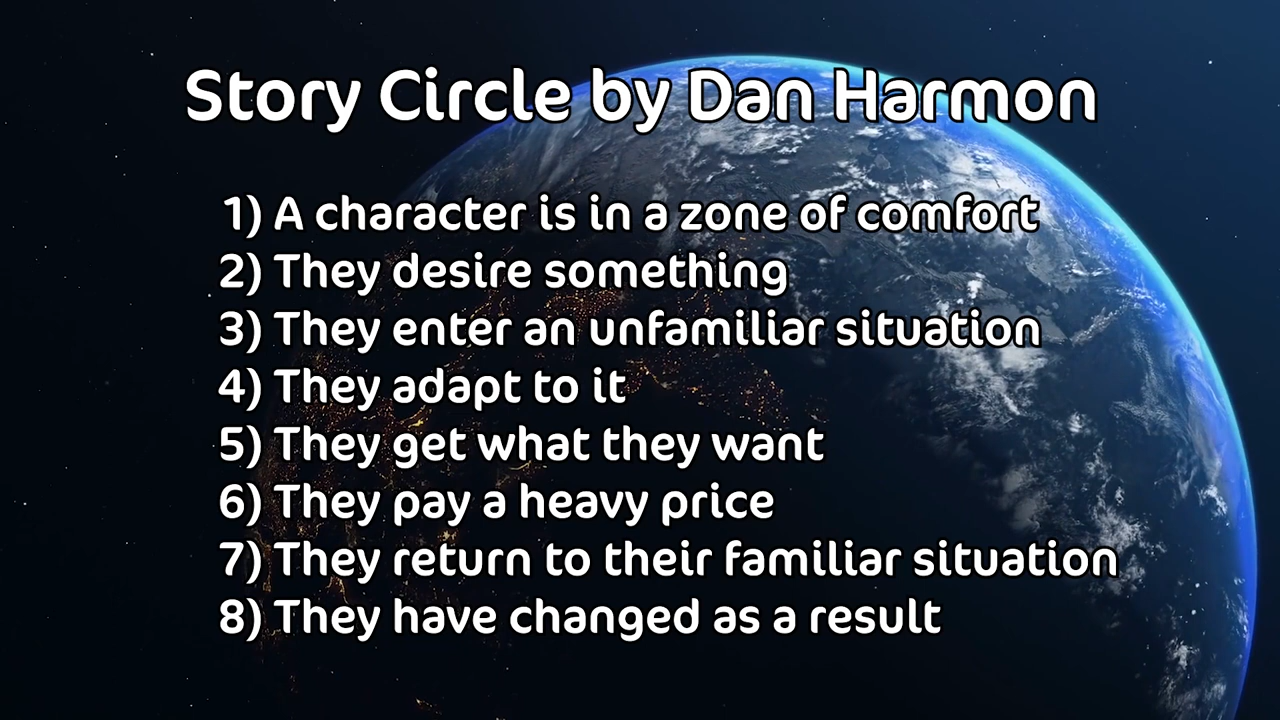 Story Circle by Dan Harmon
1) A character is in a zone of comfort
2) They desire something
3) They enter an unfamiliar situation
4) They adapt to it
5) They get what they want
6) They pay a heavy price
7) They return to their familiar situation
8) They have changed as a result